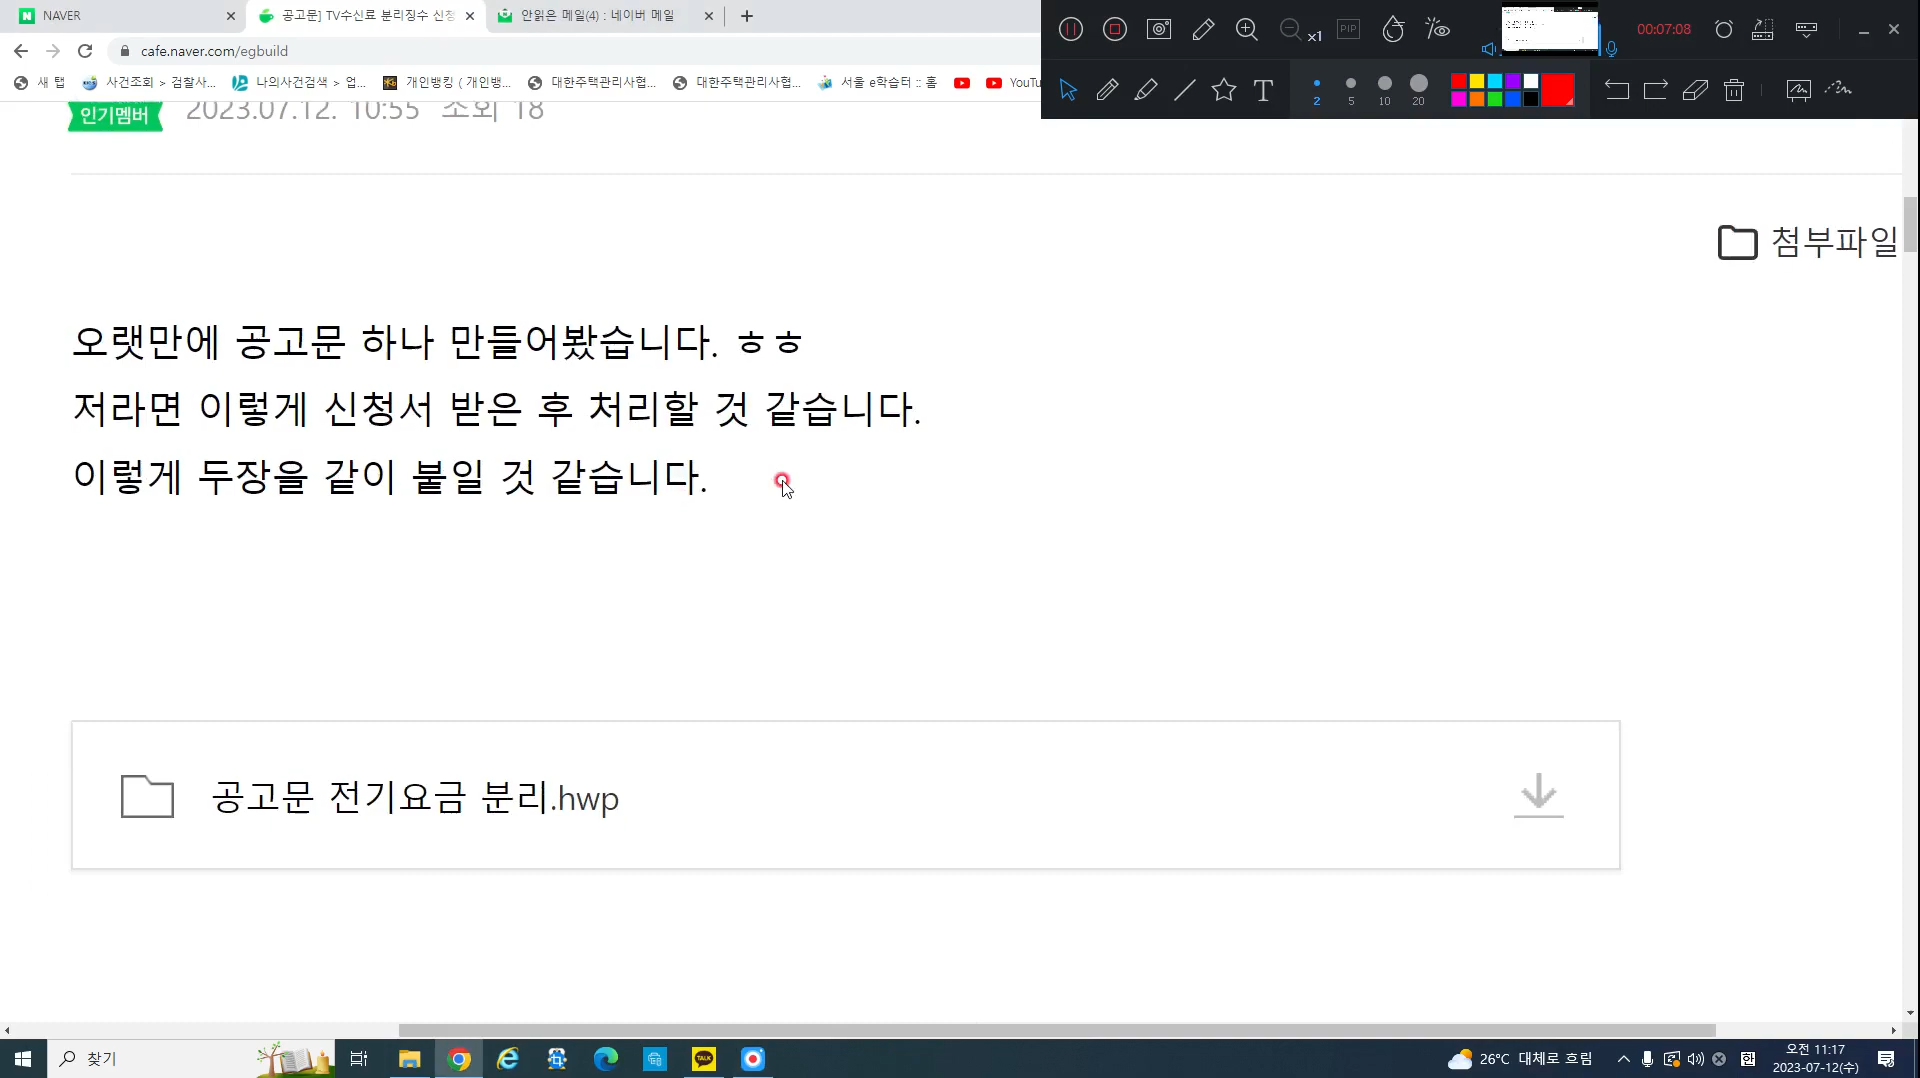 NAVER
공고문] TV수신료 분리징수 신청
안읽은 메일(4) : 네이버 메일
cafe.naver.com/egbuild
새 탭
사건조회 > 검찰사...
나의사건검색 > 업...
개인뱅킹 ( 개인뱅...
대한주택관리사협...
대한주택관리사협...
서울 e학습터 :: 홈
YouTu
x1
PIP
00:07:08
T
2
5
10
20
인기멤버
2023.07.12. 10:55 조회 18
첨부파일
오랫만에 공고문 하나 만들어봤습니다. ㅎㅎ
저라면 이렇게 신청서 받은 후 처리할 것 같습니다.
이렇게 두장을 같이 붙일 것 같습니다.
공고문 전기요금 분리.hwp
찾기
TALK
26°C 대체로 흐림
한
오전 11:17
2023-07-12(수)